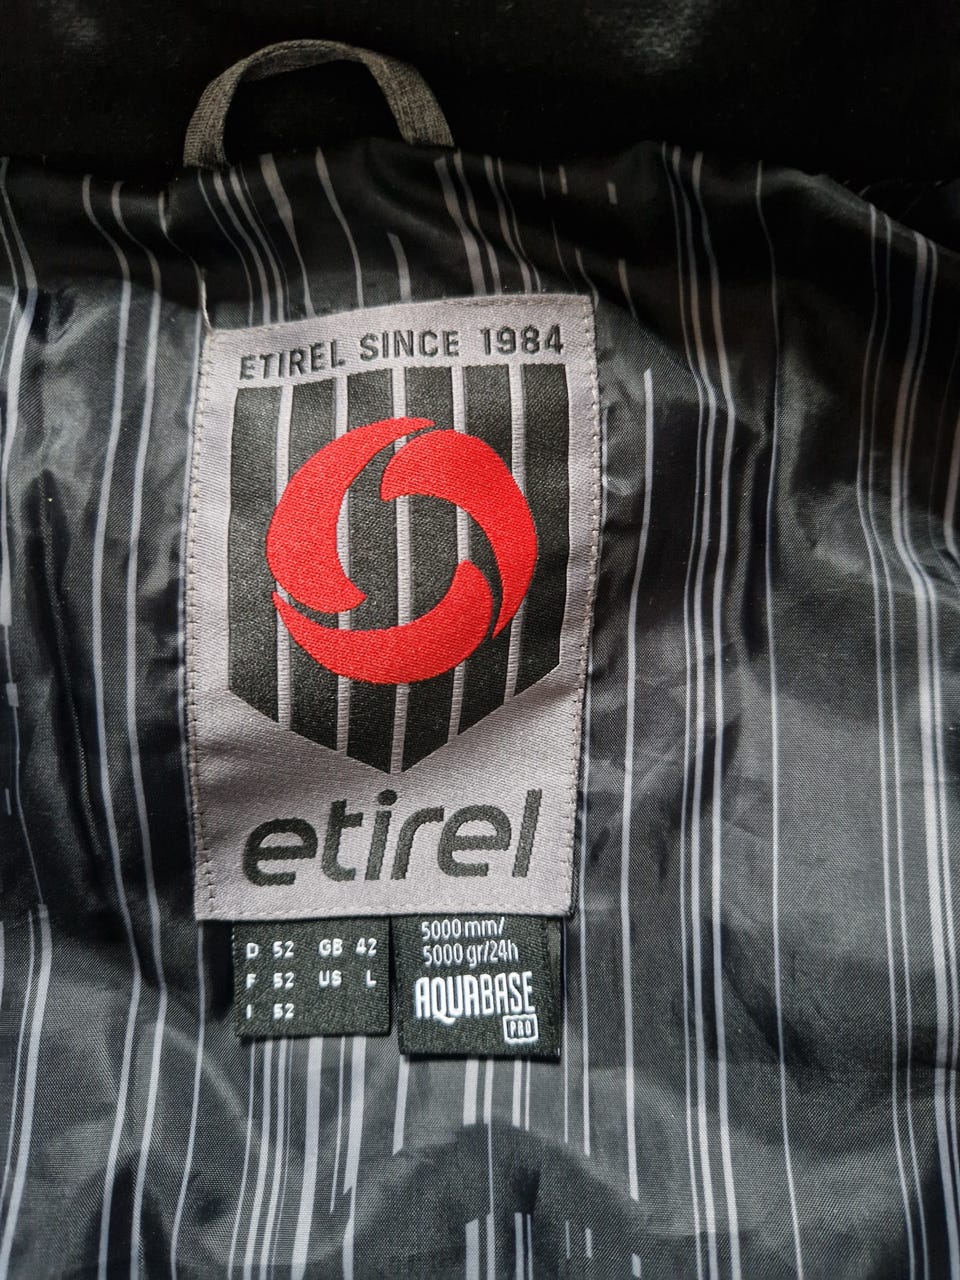 ETIREL SINCE 1984
etirel
D 52 GB 42
F 52 US L
I 52
5000 mm/
5000 gr/24h
AQUABASE
PRO